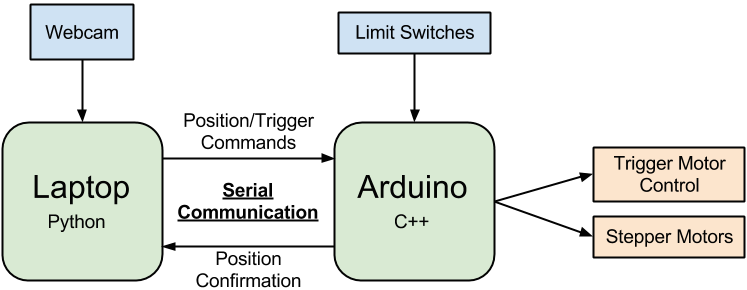 Webcam
Limit Switches
Position/Trigger
Commands
Laptop
Python
Serial
Communication
Arduino
C++
Position
Confirmation
Trigger Motor
Control
Stepper Motors